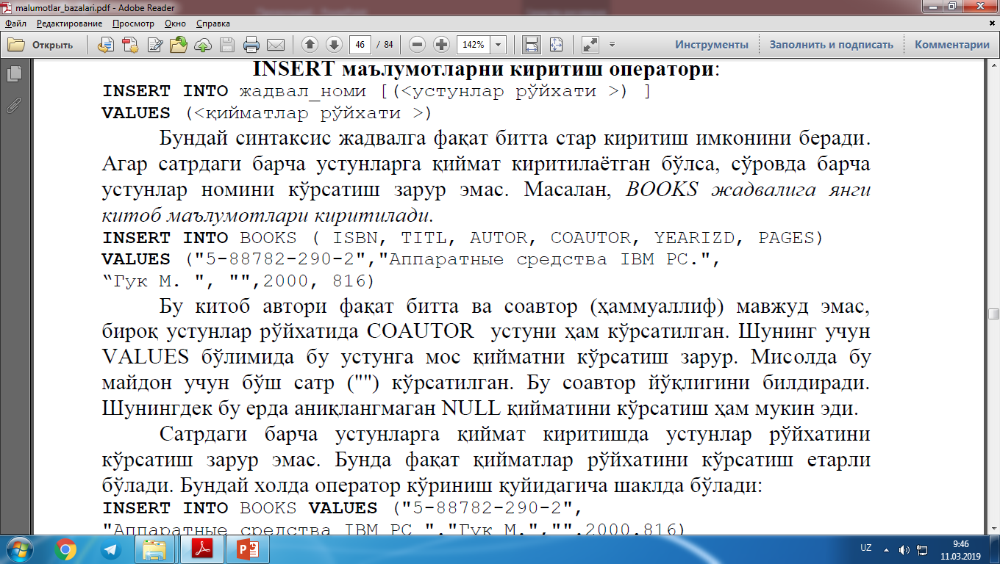 malumotlar_bazalari.pdf - Adobe Reader
Файл Редактирование Просмотр Окно Справка
Открыть 46 / 84 142% Инструменты Заполнить и подписать Комментарии
INSERT маълумотларни киритиш оператори:
INSERT INTO жадвал_номи [(<устунлар рўйхати >) ]
VALUES (<қийматлар рўйхати >)
Бундай синтаксис жадвалга фақат битта стар киритиш имконини беради.
Агар сатрдаги барча устунларга қиймат киритилаётган бўлса, сўровда барча
устунлар номини кўрсатиш зарур эмас. Масалан, BOOKS жадвалига янги
китоб маълумотлари киритилади.
INSERT INTO BOOKS ( ISBN, TITL, AUTOR, COAUTOR, YEARIZD, PAGES)
VALUES ("5-88782-290-2","Аппаратные средства IBM PC.",
“Гук М. ", "",2000, 816)
Бу китоб автори фақат битта ва соавтор (ҳаммуаллиф) мавжуд эмас,
бироқ устунлар рўйхатида COAUTOR устуни ҳам кўрсатилган. Шунинг учун
VALUES бўлимида бу устунга мос қийматни кўрсатиш зарур. Мисолда бу
майдон учун бўш сатр ("") кўрсатилган. Бу соавтор йўқлигини билдиради.
Шунингдек бу ерда аниқлангмаган NULL қийматини кўрсатиш ҳам мукин эди.
Сатрдаги барча устунларга қиймат киритишда устунлар рўйхатини
кўрсатиш зарур эмас. Бунда фақат қийматлар рўйхатини кўрсатиш етарли
бўлади. Бундай холда оператор кўриниш қуйидагича шаклда бўлади:
INSERT INTO BOOKS VALUES ("5-88782-290-2",
"Аппаратные средства IBM PC.","Гук М.","",2000,816)
UZ 9:46
11.03.2019